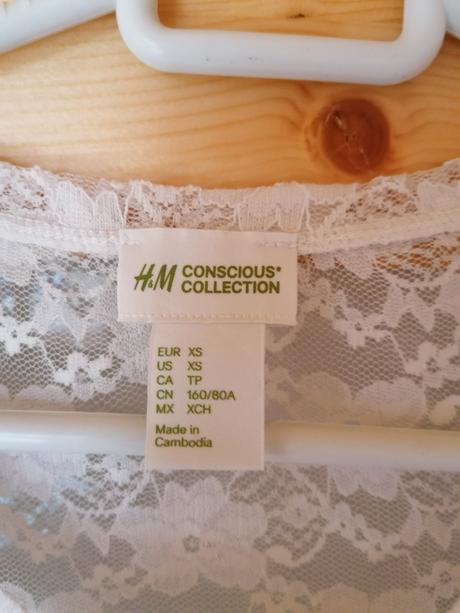 H&M CONSCIOUS*
COLLECTION
EUR XS
US XS
CA TP
CN 160/80A
MX XCH
Made in
Cambodia